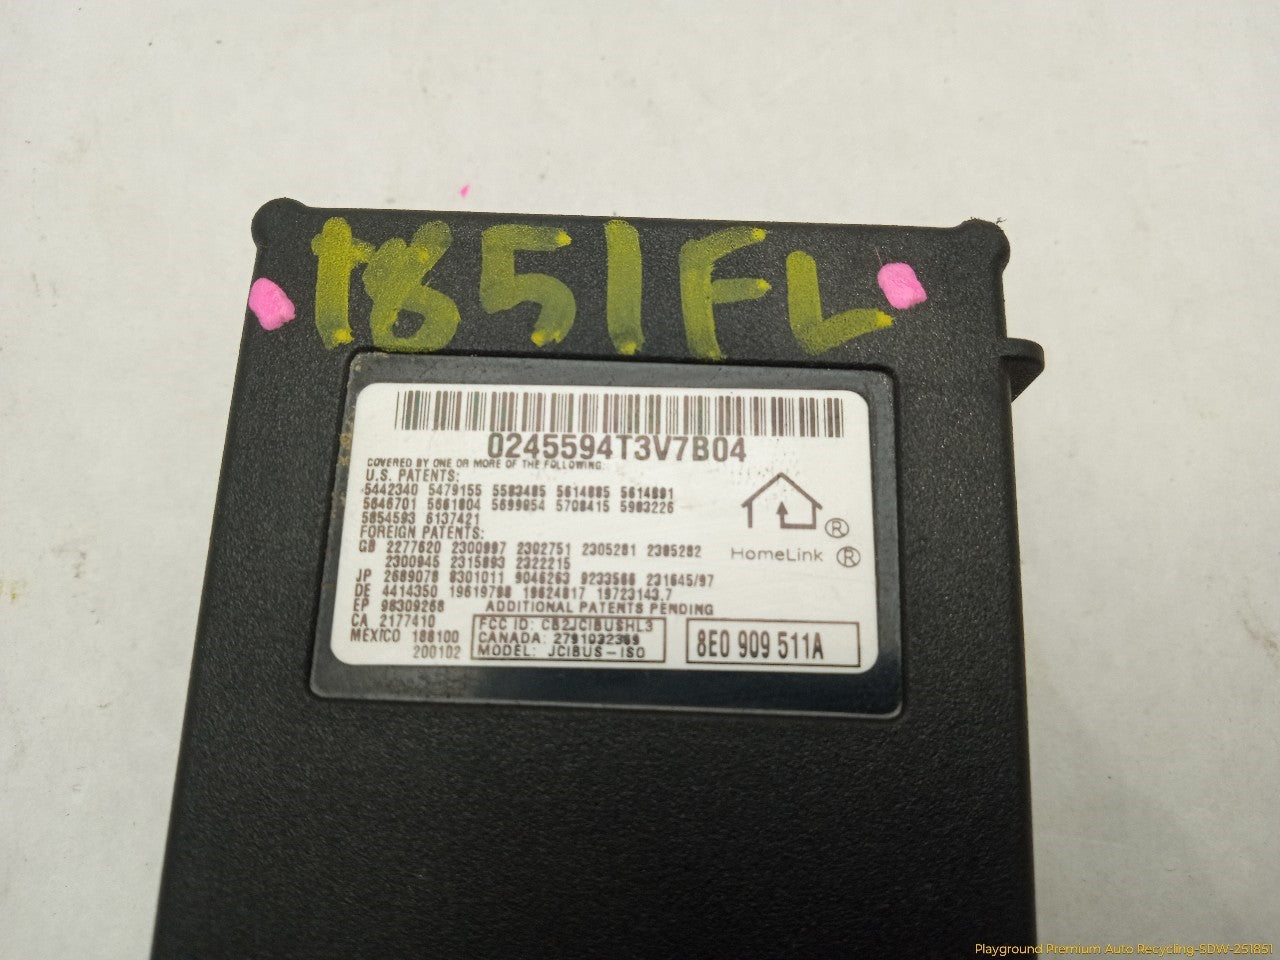 1851FL
0245594T3V7B04
COVERED BY ONE OR MORE OF THE FOLLOWING:
U.S. PATENTS:
5442340 5479155 5583485 5614885 5614891
5646701 5661804 5699054 5708415 5903226
5854593 6137421
FOREIGN PATENTS:
GB 2277620 2300997 2302751 2305281 2305282
2300945 2315893 2322215
JP 2689078 8301011 9046263 9233566 231645/97
DE 4414350 19619798 19624817 19723143.7
EP 98309268 ADDITIONAL PATENTS PENDING
CA 2177410
MEXICO 188100
200102
FCC ID: CB2JCIBUSHL3
CANADA: 2791032369
MODEL: JCIBUS-ISO
8E0 909 511A
HomeLink ®
®
Playground Premium Auto Recycling-SDW-251851